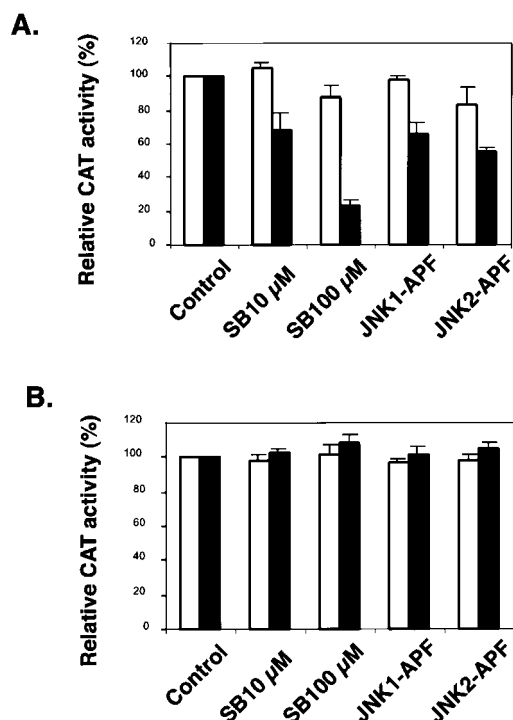 A.
Relative CAT activity (%)
120
100
80
60
40
20
0
Control
SB10 µM
SB100 µM
JNK1-APF
JNK2-APF
B.
Relative CAT activity (%)
120
100
80
60
40
20
0
Control
SB10 µM
SB100 µM
JNK1-APF
JNK2-APF